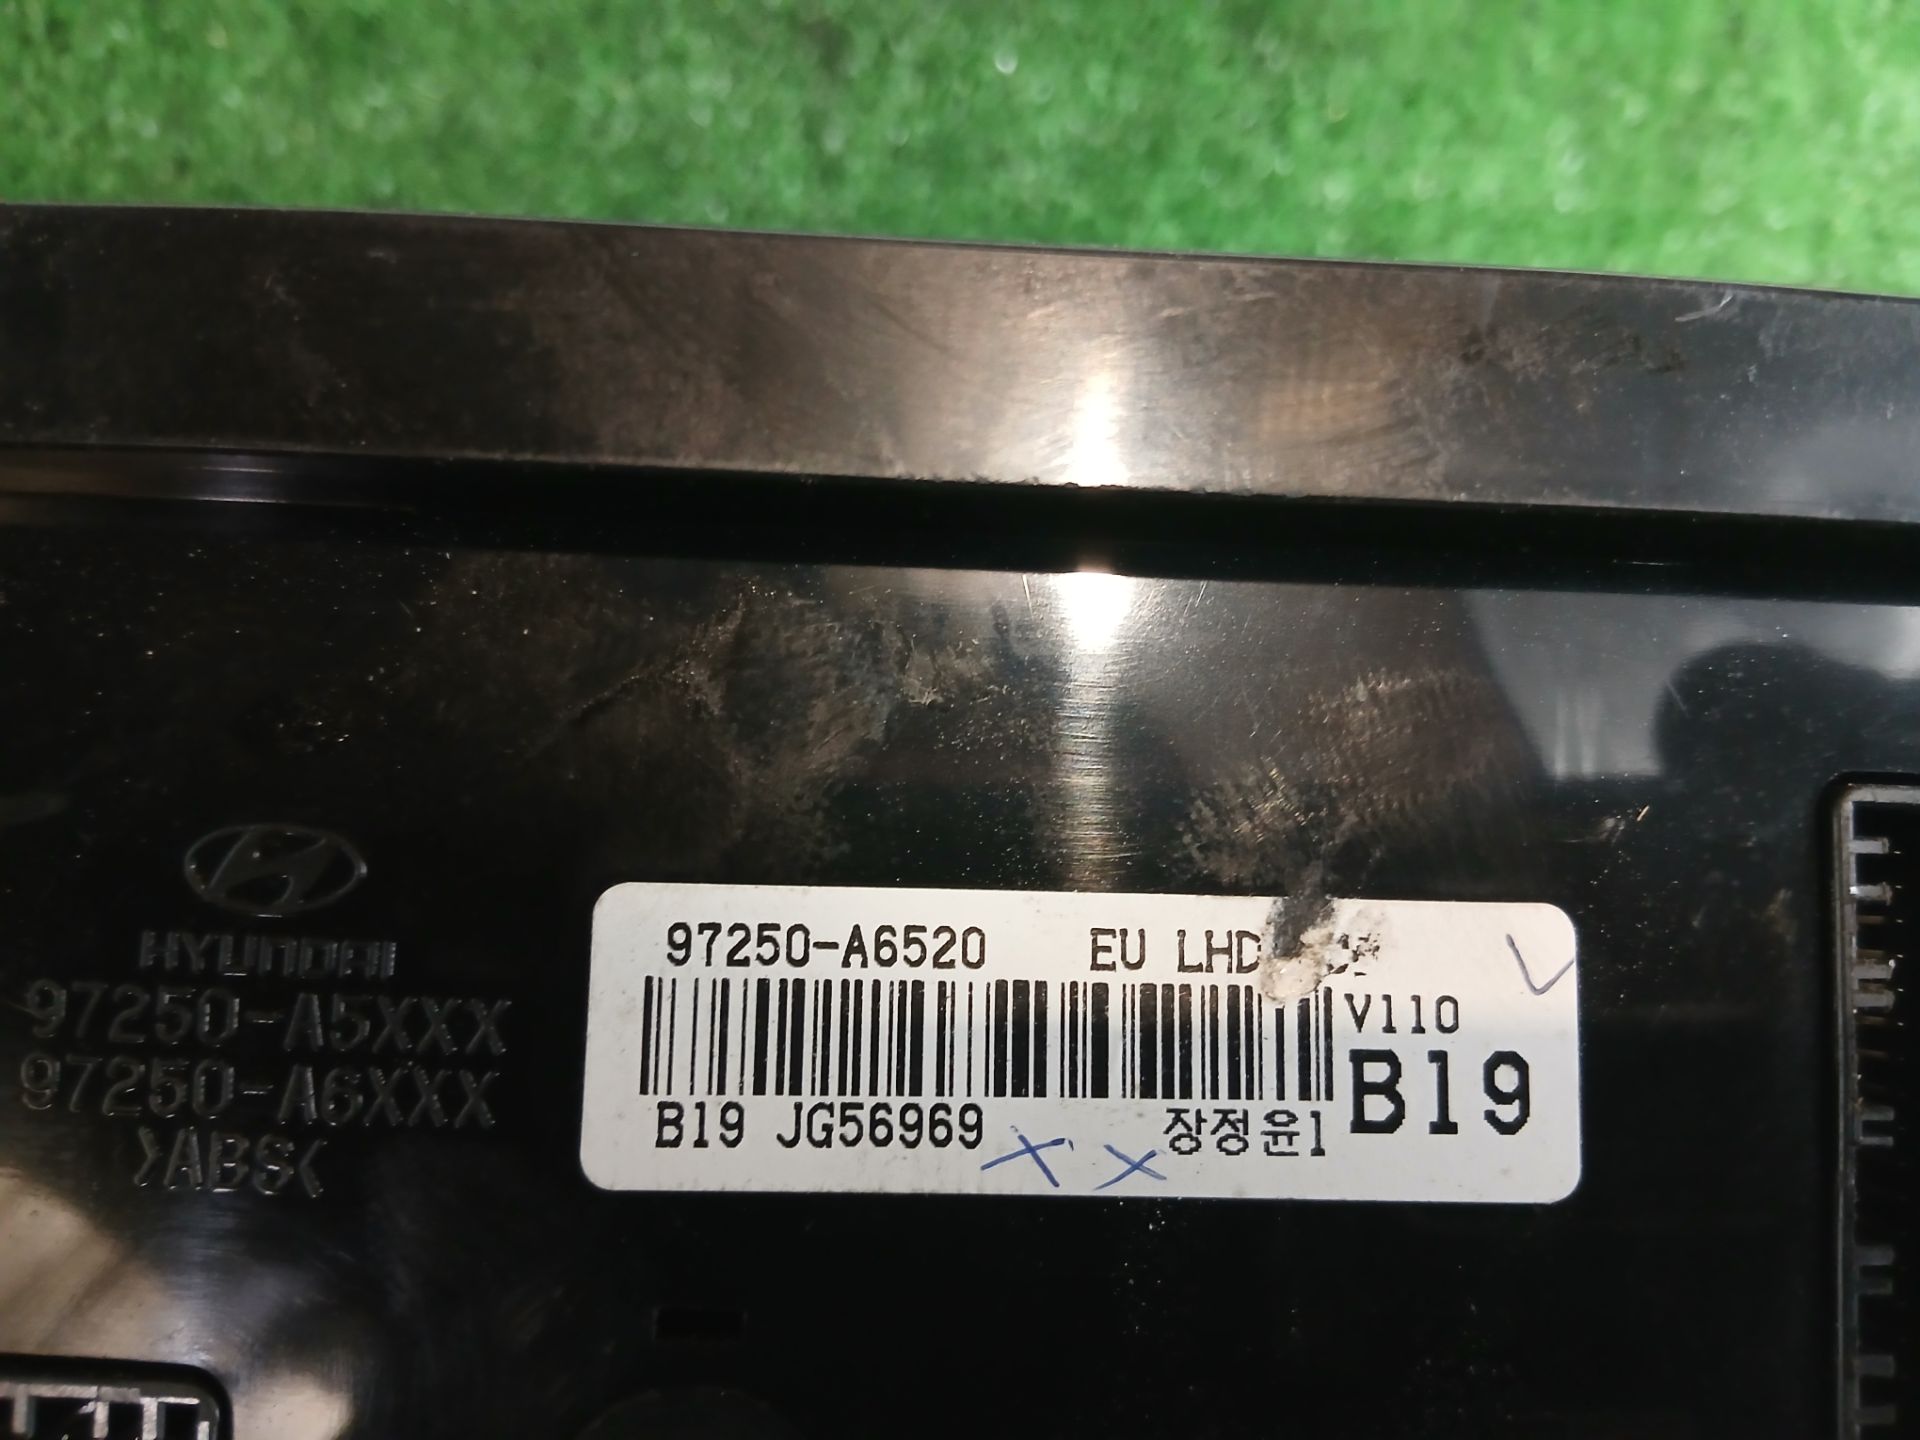 HYUNDAI
97250-A5XXX
97250-A6XXX
>ABS<
97250-A6520 EU LHD
V110
B19
B19 JG56969 장정윤1